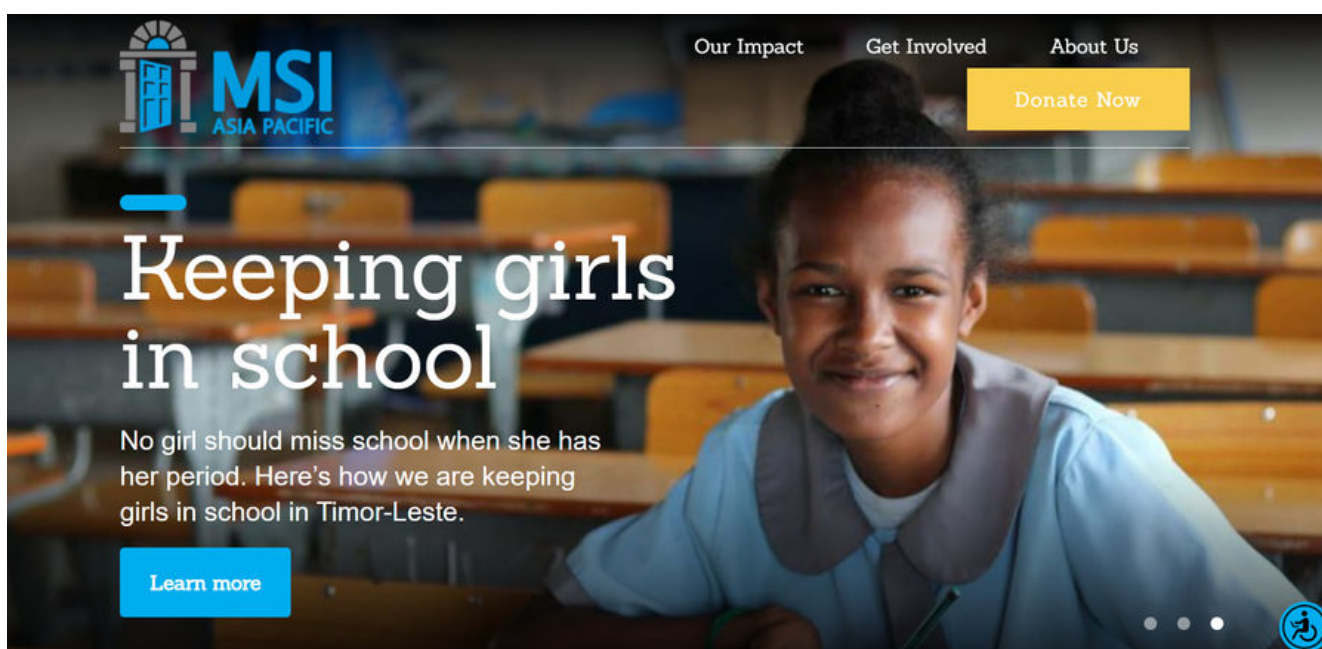 MSI
ASIA PACIFIC
Our Impact
Get Involved
About Us
Donate Now
Keeping girls
in school
No girl should miss school when she has
her period. Here’s how we are keeping
girls in school in Timor-Leste.
Learn more